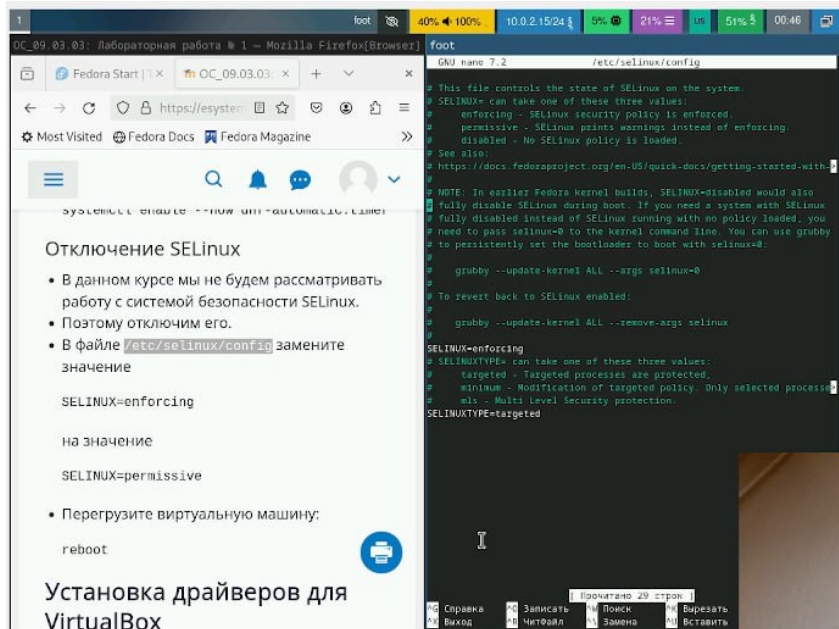 1 foot 40% 100% 10.0.2.15/24 5% 21% us 51% 00:46
OC_09.03.03: Лабораторная работа № 1 — Mozilla Firefox[Browser]
Fedora Start |
OC_09.03.03:
https://esystem
Most Visited Fedora Docs Fedora Magazine
systemctl enable --now dnf-automatic.timer
Отключение SELinux
• В данном курсе мы не будем рассматривать
работу с системой безопасности SELinux.
• Поэтому отключим его.
• В файле /etc/selinux/config замените
значение
SELINUX=enforcing
на значение
SELINUX=permissive
• Перегрузите виртуальную машину:
reboot
Установка драйверов для
VirtualBox
foot
GNU nano 7.2 /etc/selinux/config
# This file controls the state of SELinux on the system.
# SELINUX= can take one of these three values:
# enforcing - SELinux security policy is enforced.
# permissive - SELinux prints warnings instead of enforcing.
# disabled - No SELinux policy is loaded.
# See also:
# https://docs.fedoraproject.org/en-US/quick-docs/getting-started-with->
#
# NOTE: In earlier Fedora kernel builds, SELINUX=disabled would also
# fully disable SELinux during boot. If you need a system with SELinux
# fully disabled instead of SELinux running with no policy loaded, you
# need to pass selinux=0 to the kernel command line. You can use grubby
# to persistently set the bootloader to boot with selinux=0:
#
# grubby --update-kernel ALL --args selinux=0
#
# To revert back to SELinux enabled:
#
# grubby --update-kernel ALL --remove-args selinux
#
SELINUX=enforcing
# SELINUXTYPE= can take one of these three values:
# targeted - Targeted processes are protected,
# minimum - Modification of targeted policy. Only selected processe>
# mls - Multi Level Security protection.
SELINUXTYPE=targeted
[ Прочитано 29 строк ]
^G Справка ^O Записать ^W Поиск ^K Вырезать
^X Выход ^R ЧитФайл ^\ Замена ^U Вставить